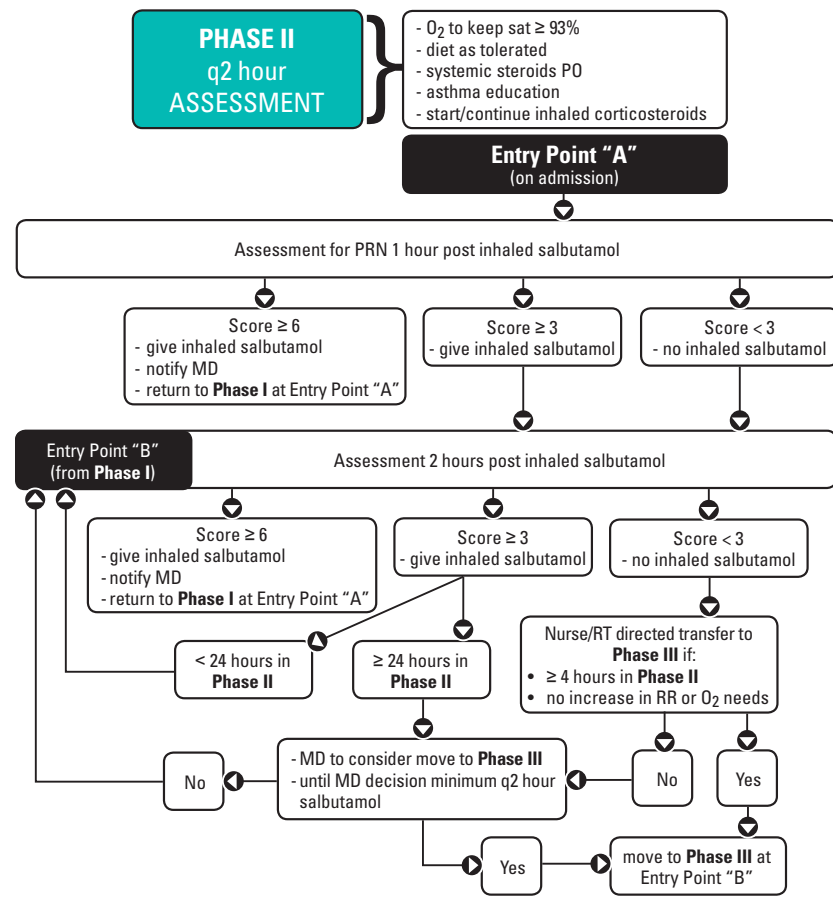 PHASE II
q2 hour
ASSESSMENT
- O₂ to keep sat ≥ 93%
- diet as tolerated
- systemic steroids PO
- asthma education
- start/continue inhaled corticosteroids
Entry Point “A”
(on admission)
Assessment for PRN 1 hour post inhaled salbutamol
Score ≥ 6
- give inhaled salbutamol
- notify MD
- return to Phase I at Entry Point “A”
Score ≥ 3
- give inhaled salbutamol
Score < 3
- no inhaled salbutamol
Entry Point “B”
(from Phase I)
Assessment 2 hours post inhaled salbutamol
Score ≥ 6
- give inhaled salbutamol
- notify MD
- return to Phase I at Entry Point “A”
Score ≥ 3
- give inhaled salbutamol
Score < 3
- no inhaled salbutamol
< 24 hours in
Phase II
≥ 24 hours in
Phase II
Nurse/RT directed transfer to
Phase III if:
• ≥ 4 hours in Phase II
• no increase in RR or O₂ needs
No
- MD to consider move to Phase III
- until MD decision minimum q2 hour
salbutamol
No
Yes
Yes
move to Phase III at
Entry Point “B”